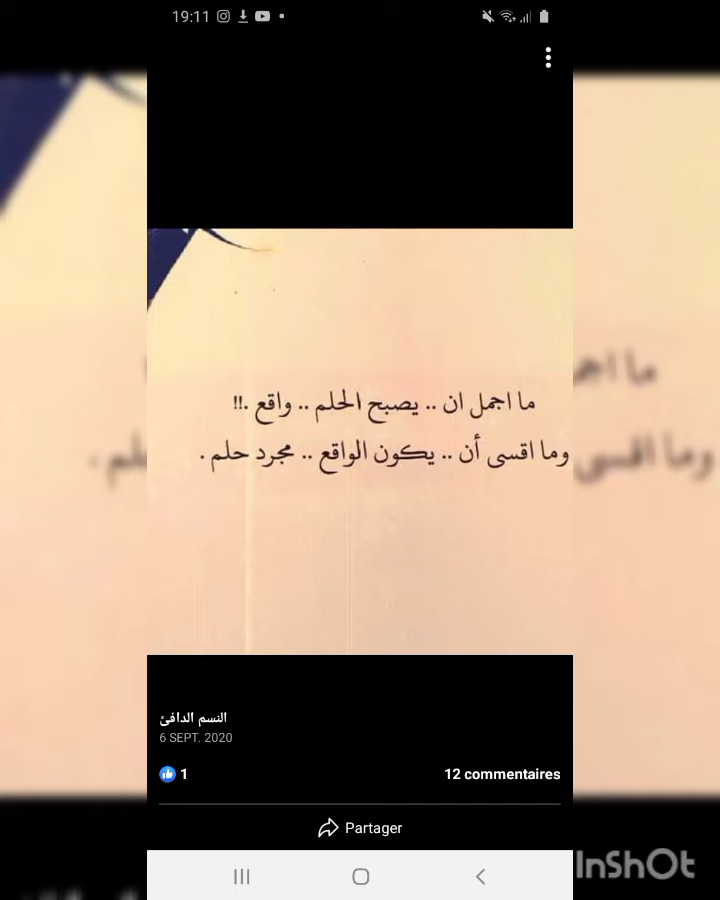 19:11
ما اجمل ان .. يصبح الحلم .. واقع .!!
وما اقسى أن .. يكون الواقع .. مجرد حلم .
النسم الدافئ
6 SEPT. 2020
1
12 commentaires
Partager
InShOt